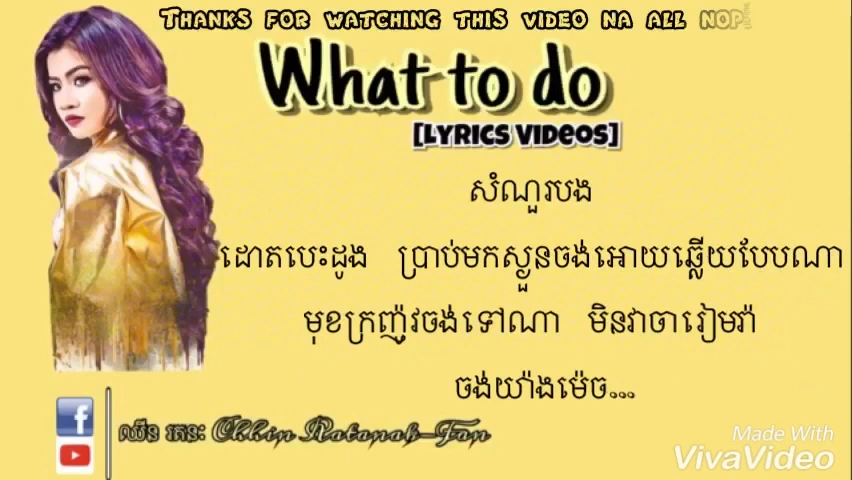 THANKS FOR WATCHING THIS VIDEO NA ALL NOP
What to do
[LYRICS VIDEOS]
សំណួរបង
ដោតបេះដូង ប្រាប់មកស្ងួនចង់អោយឆ្លើយបែបណា
មុខក្រញ៉ូវចង់ទៅណា មិនវាចារៀមរ៉ា
ចង់យ៉ាងម៉េច...
ឈិន រតនៈ Chhin Ratanak-Fan
Made With
VivaVideo